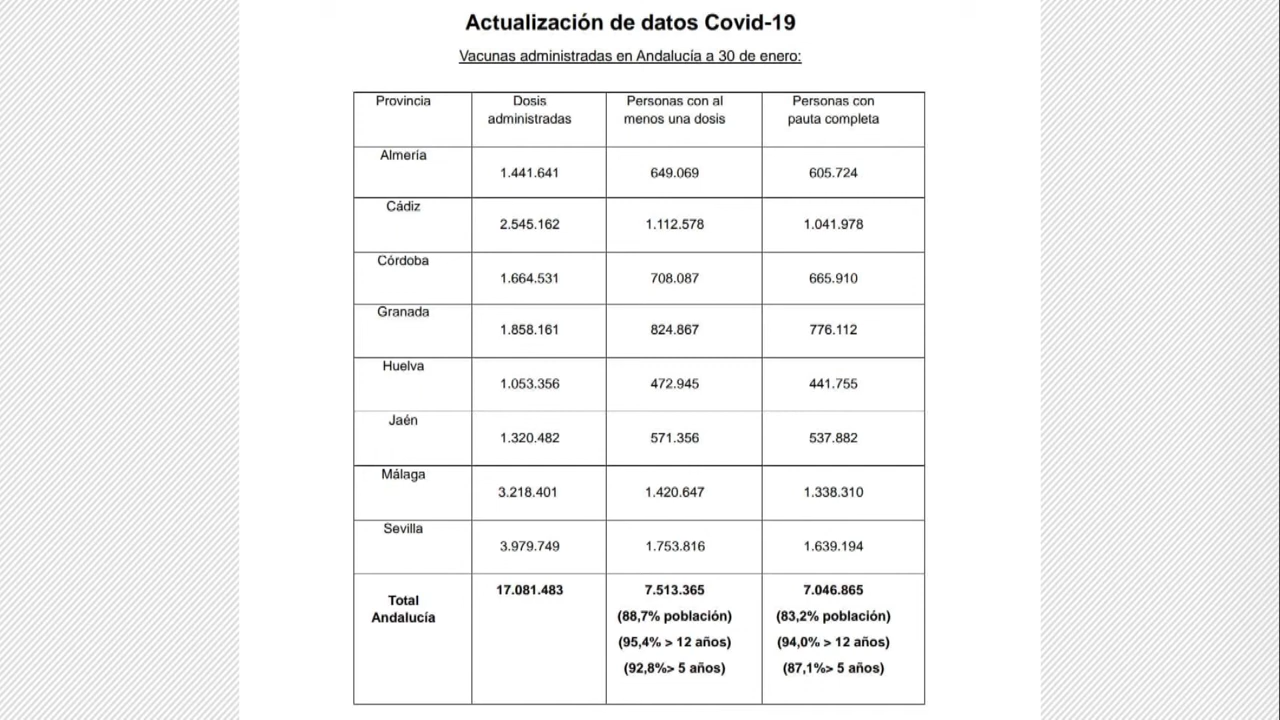 Actualización de datos Covid-19
Vacunas administradas en Andalucía a 30 de enero:
Provincia
Dosis
administradas
Personas con al
menos una dosis
Personas con
pauta completa
Almería
1.441.641
649.069
605.724
Cádiz
2.545.162
1.112.578
1.041.978
Córdoba
1.664.531
708.087
665.910
Granada
1.858.161
824.867
776.112
Huelva
1.053.356
472.945
441.755
Jaén
1.320.482
571.356
537.882
Málaga
3.218.401
1.420.647
1.338.310
Sevilla
3.979.749
1.753.816
1.639.194
Total
Andalucía
17.081.483
7.513.365
(88,7% población)
(95,4% > 12 años)
(92,8%> 5 años)
7.046.865
(83,2% población)
(94,0% > 12 años)
(87,1%> 5 años)